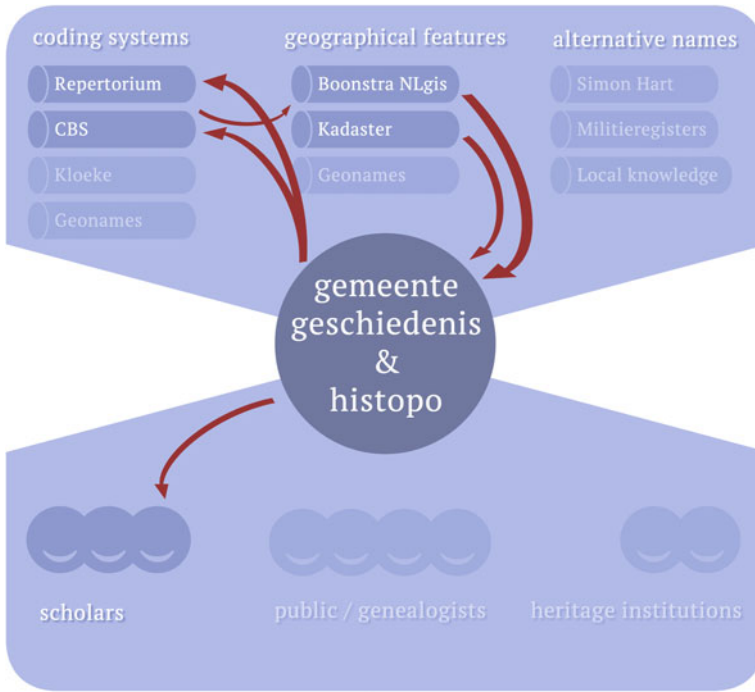 coding systems
Repertorium
CBS
Kloeke
Geonames
geographical features
Boonstra NLgis
Kadaster
Geonames
alternative names
Simon Hart
Militieregisters
Local knowledge
gemeente
geschiedenis
&
histopo
scholars
public / genealogists
heritage institutions